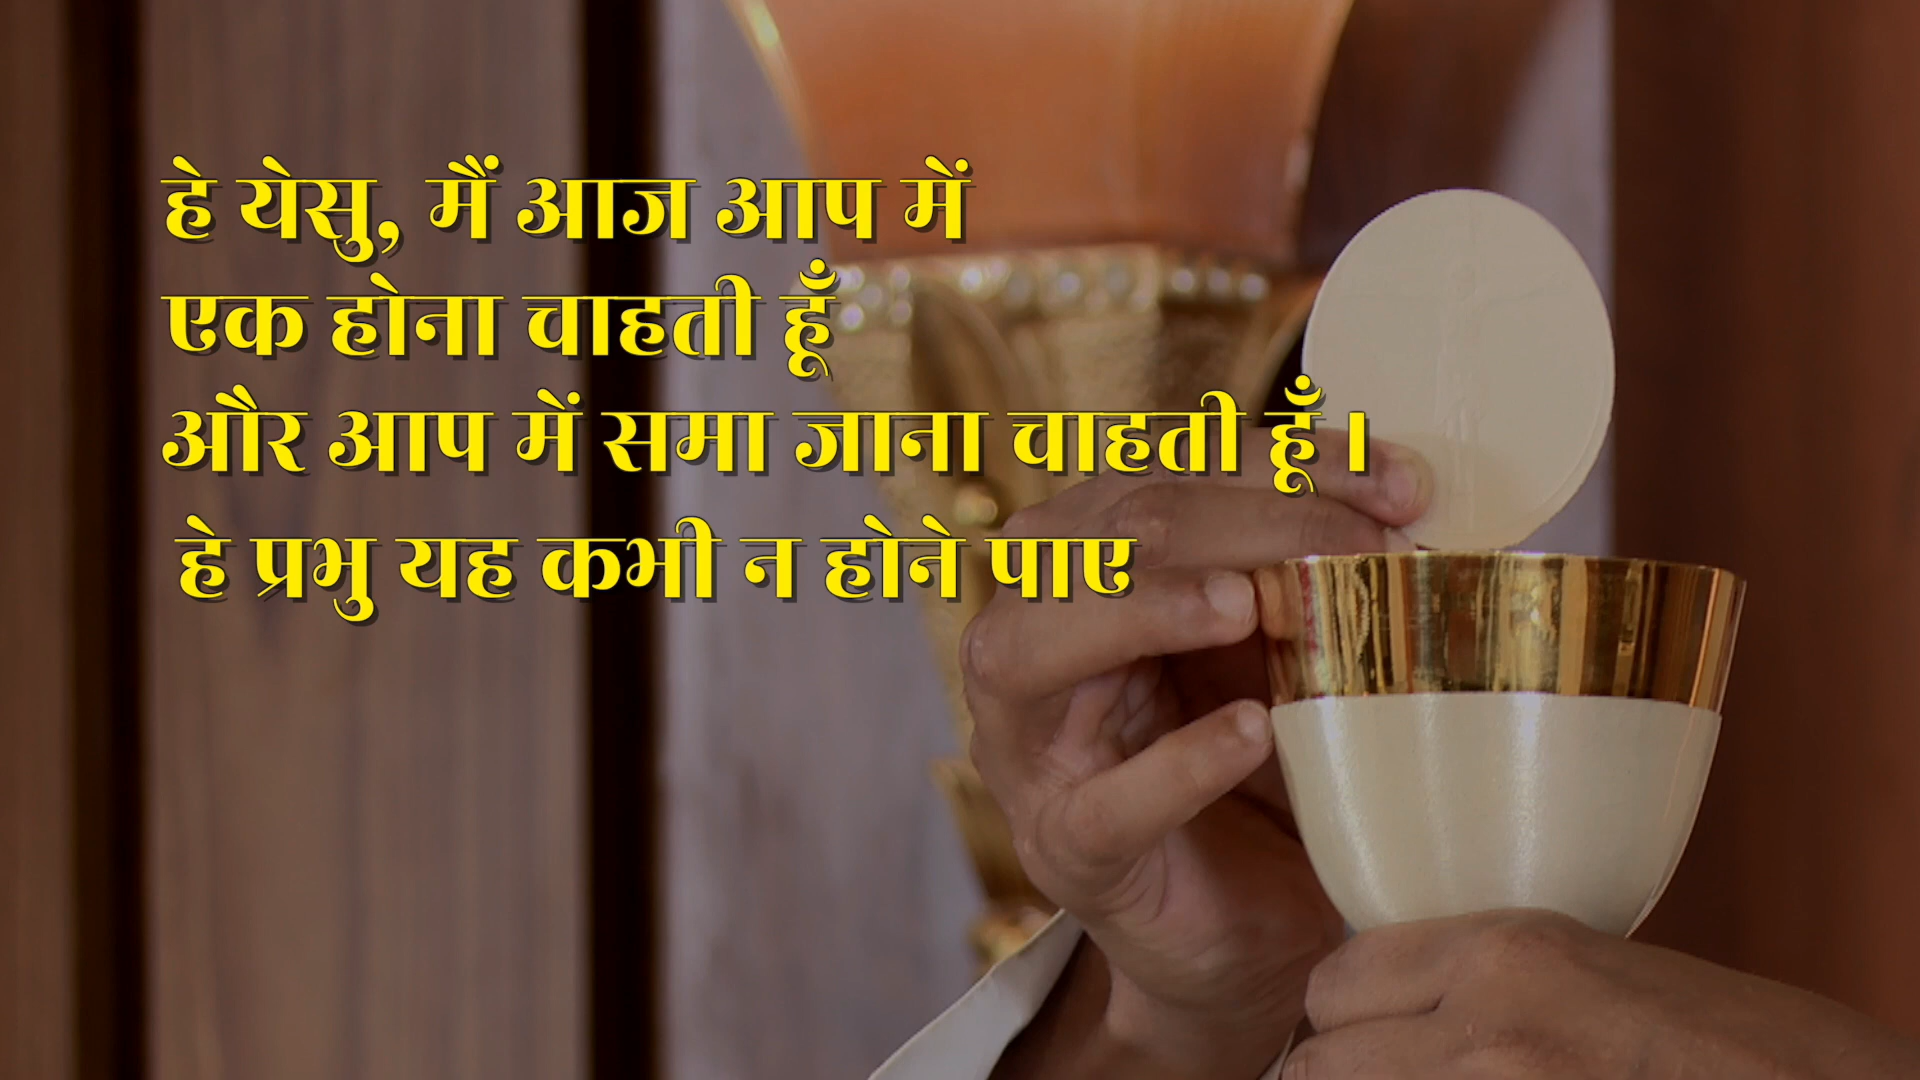 हे येसु, मैं आज आप में
एक होना चाहती हूँ
और आप में समा जाना चाहती हूँ ।
हे प्रभु यह कभी न होने पाए